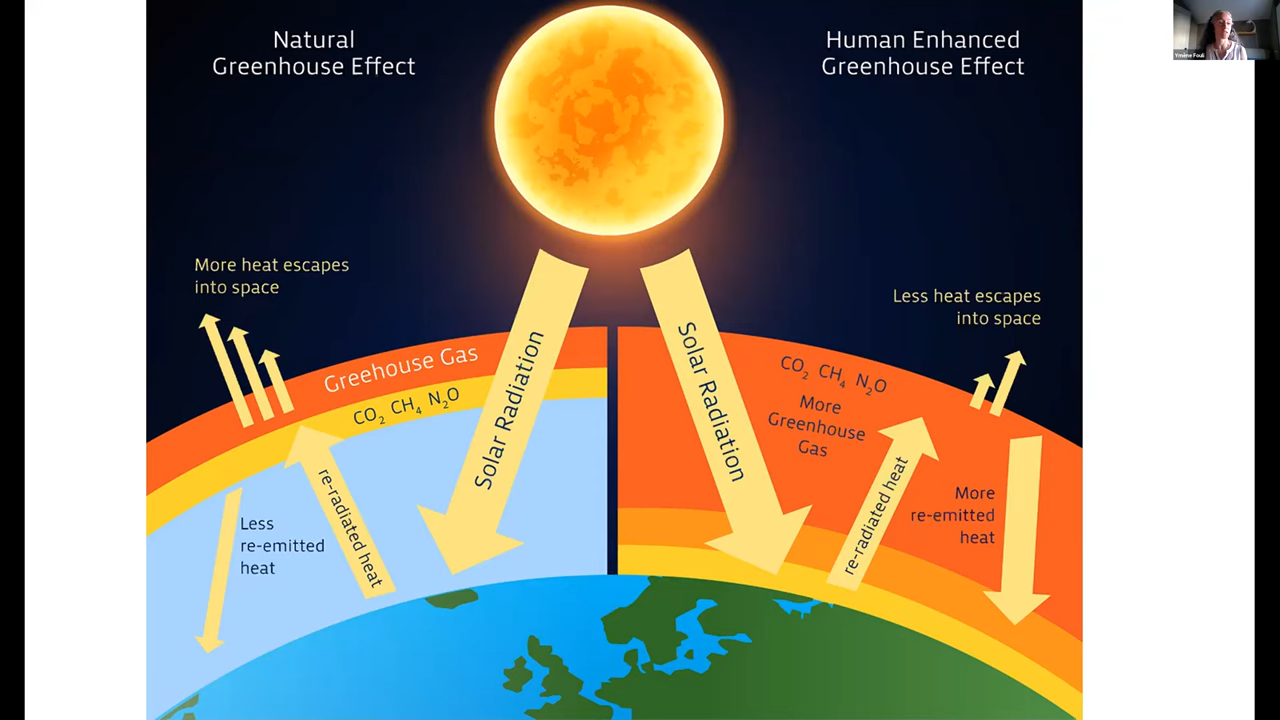 Natural
Greenhouse Effect
Human Enhanced
Greenhouse Effect
More heat escapes
into space
Less heat escapes
into space
Greehouse Gas
CO₂ CH₄ N₂O
Solar Radiation
Solar Radiation
CO₂ CH₄ N₂O
More
Greenhouse
Gas
re-radiated heat
Less
re-emitted
heat
re-radiated heat
More
re-emitted
heat